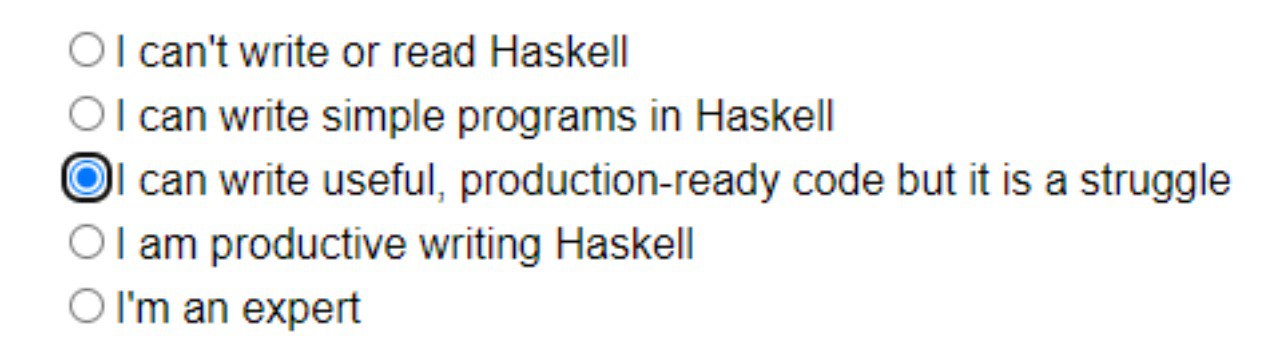 I can't write or read Haskell
I can write simple programs in Haskell
I can write useful, production-ready code but it is a struggle
I am productive writing Haskell
I'm an expert